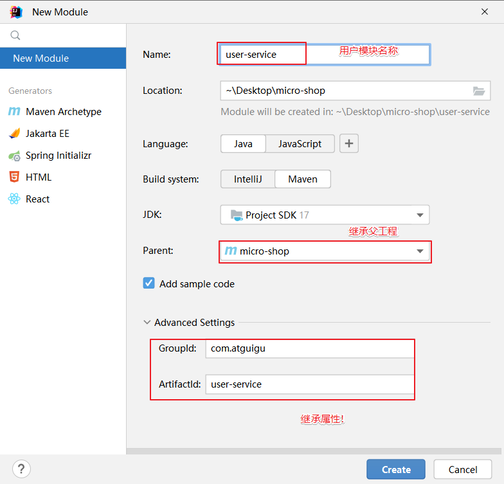 New Module
New Module
Generators
Maven Archetype
Jakarta EE
Spring Initializr
HTML
React
Name:
user-service
用户模块名称
Location:
~\Desktop\micro-shop
Module will be created in: ~\Desktop\micro-shop\user-service
Language:
Java
JavaScript
+
Build system:
IntelliJ
Maven
JDK:
Project SDK 17
继承父工程
Parent:
m micro-shop
Add sample code
Advanced Settings
GroupId:
com.atguigu
ArtifactId:
user-service
继承属性!
?
Create
Cancel